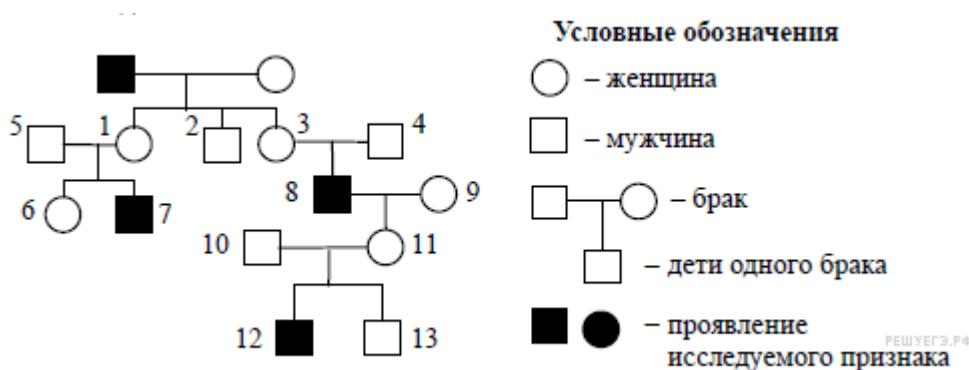 Условные обозначения
– женщина
– мужчина
– брак
– дети одного брака
– проявление
исследуемого признака
5
1
2
3
4
6
7
8
9
10
11
12
13
РЕШУЕГЭ.РФ